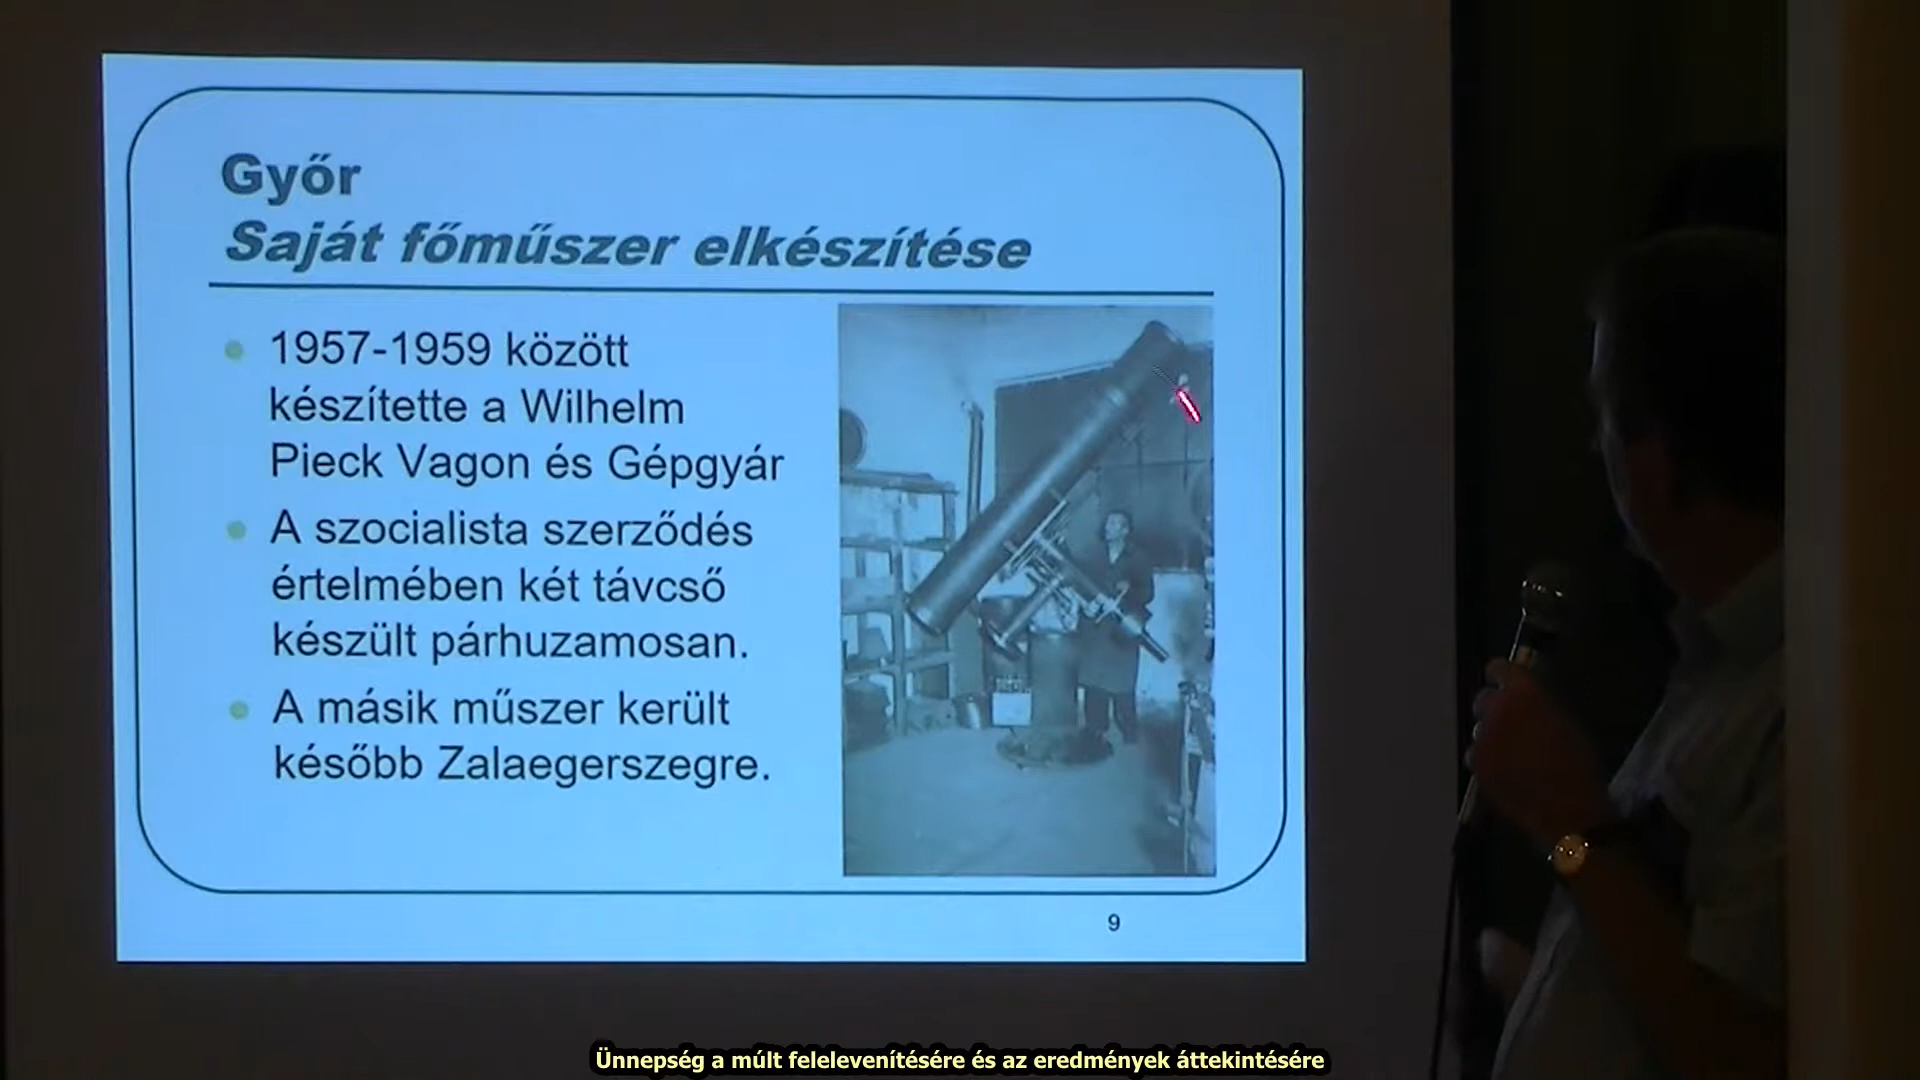 Győr
Saját főműszer elkészítése
1957-1959 között
készítette a Wilhelm
Pieck Vagon és Gépgyár
A szocialista szerződés
értelmében két távcső
készült párhuzamosan.
A másik műszer került
később Zalaegerszegre.
9
Ünnepség a múlt felelevenítésére és az eredmények áttekintésére